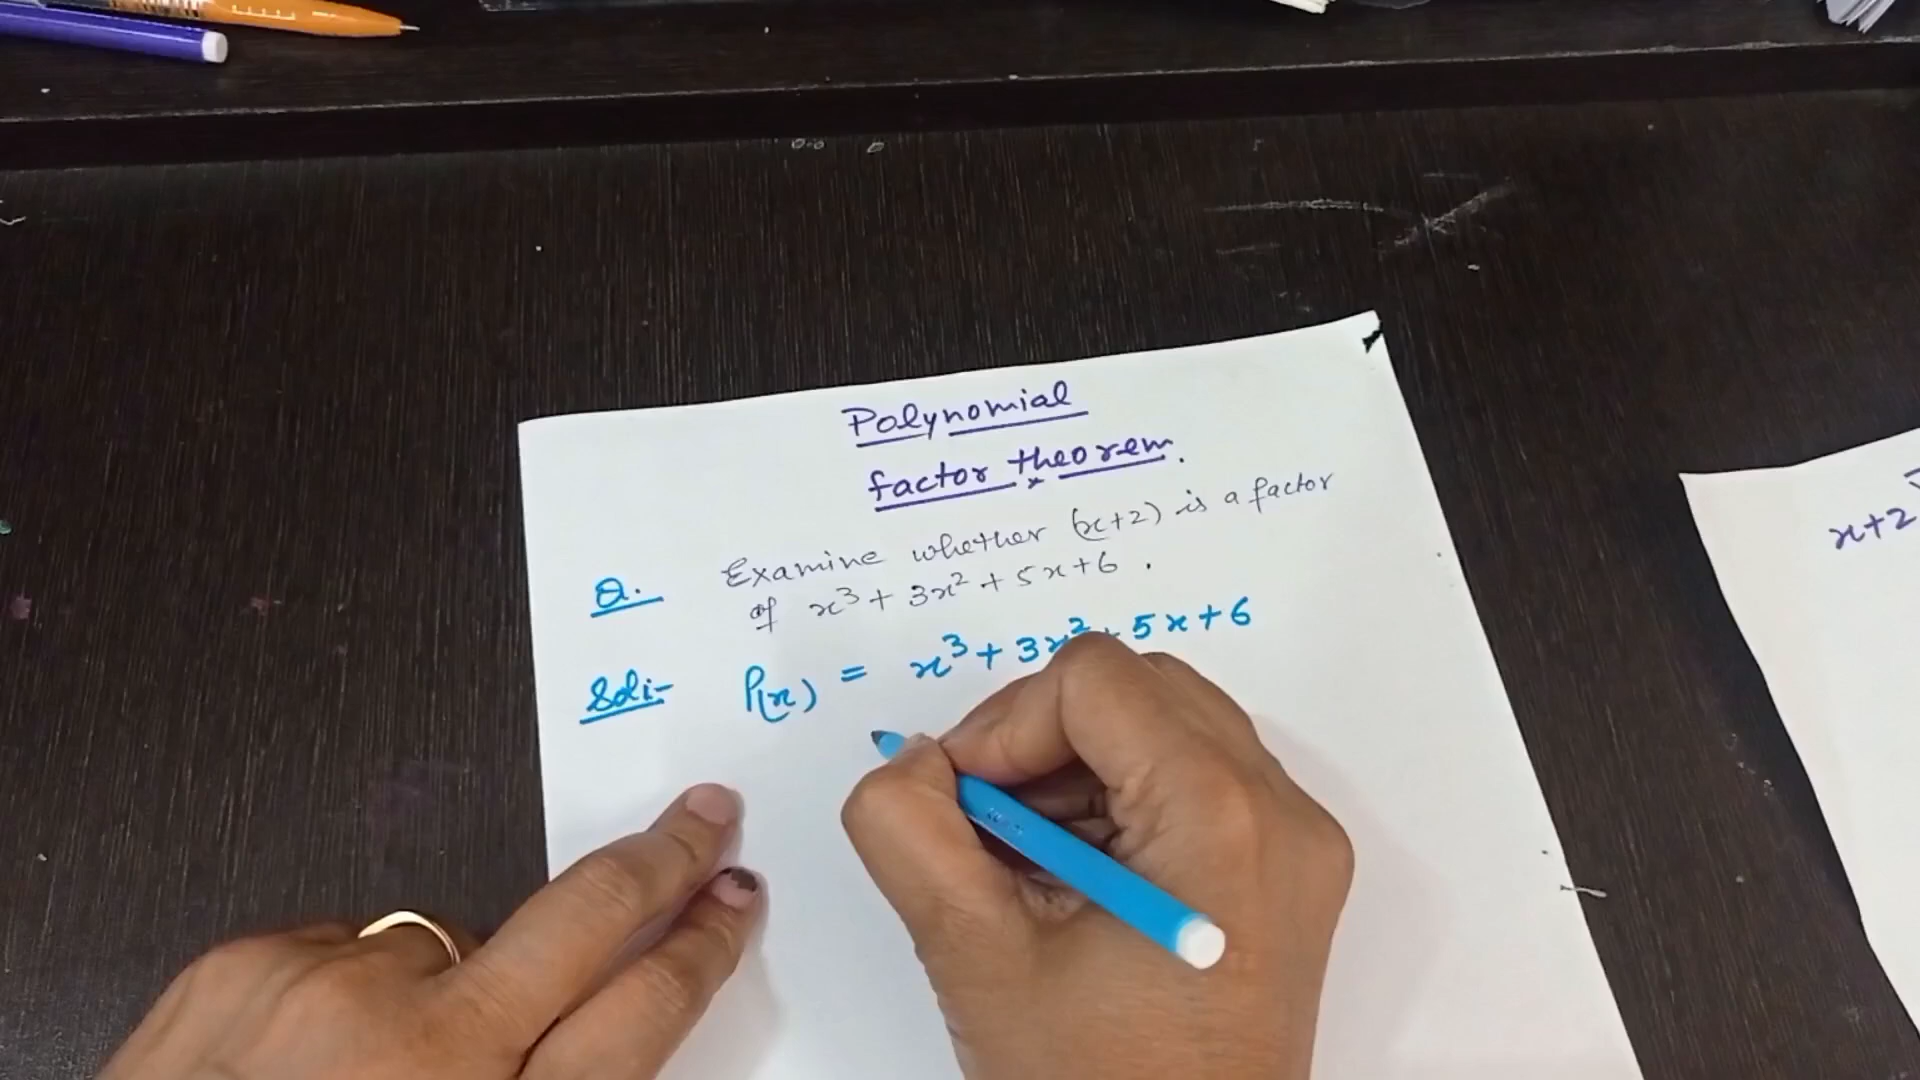 Polynomial
factor theorem.
Q. Examine whether (x+2) is a factor
of x³ + 3x² + 5x + 6 .
Sol:- P(x) = x³ + 3x² + 5x + 6
x+2